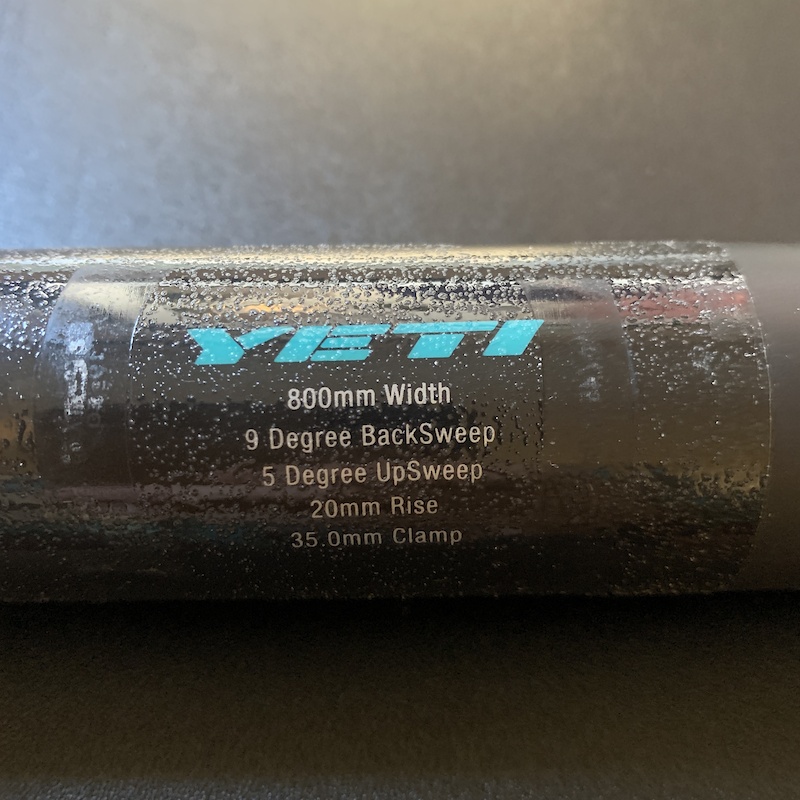 YETI
800mm Width
9 Degree BackSweep
5 Degree UpSweep
20mm Rise
35.0mm Clamp